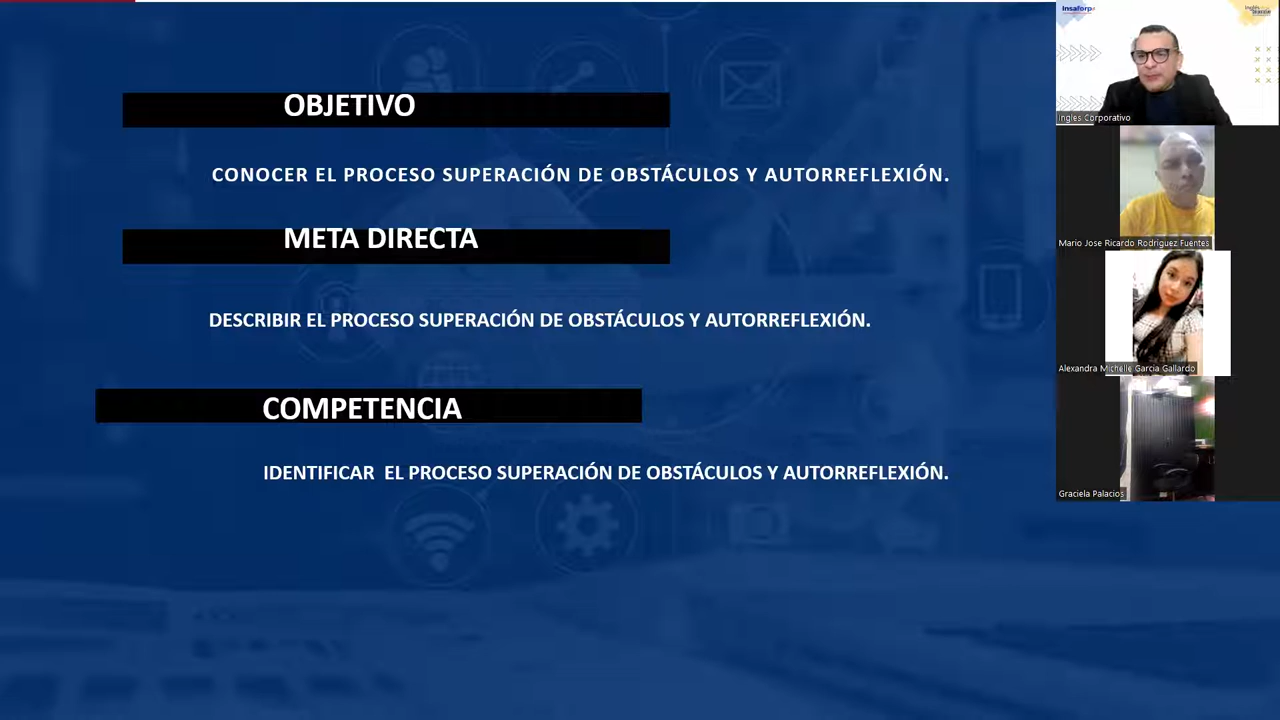 OBJETIVO
CONOCER EL PROCESO SUPERACIÓN DE OBSTÁCULOS Y AUTORREFLEXIÓN.
META DIRECTA
DESCRIBIR EL PROCESO SUPERACIÓN DE OBSTÁCULOS Y AUTORREFLEXIÓN.
COMPETENCIA
IDENTIFICAR EL PROCESO SUPERACIÓN DE OBSTÁCULOS Y AUTORREFLEXIÓN.
insaforp
Ingles Corporativo
Mario Jose Ricardo Rodriguez Fuentes
Alexandra Michelle Garcia Gallardo
Graciela Palacios